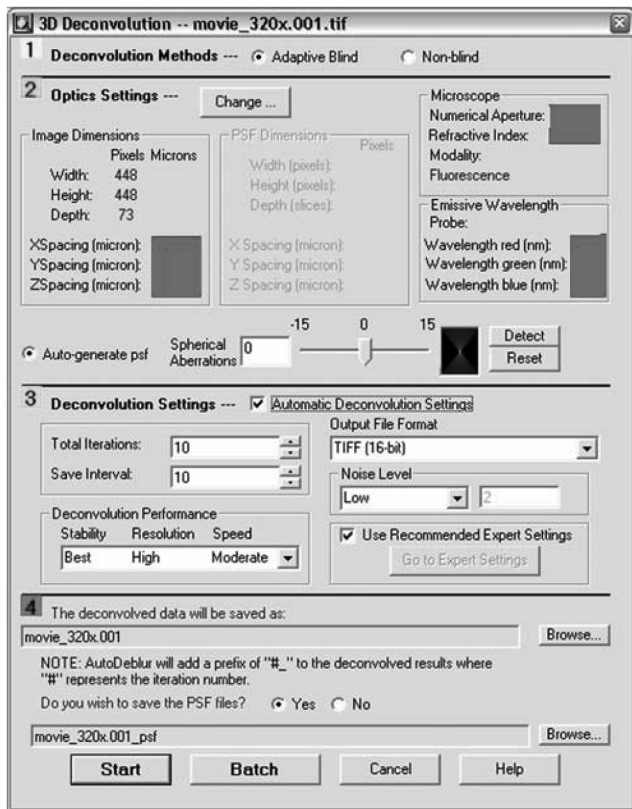 3D Deconvolution -- movie_320x.001.tif
1 Deconvolution Methods --- Adaptive Blind Non-blind
2 Optics Settings --- Change ...
Image Dimensions
Pixels Microns
Width: 448
Height: 448
Depth: 73
XSpacing (micron):
YSpacing (micron):
ZSpacing (micron):
PSF Dimensions
Pixels
Width (pixels):
Height (pixels):
Depth (slices):
X Spacing (micron):
Y Spacing (micron):
Z Spacing (micron):
Microscope
Numerical Aperture:
Refractive Index:
Modality:
Fluorescence
Emissive Wavelength
Probe:
Wavelength red (nm):
Wavelength green (nm):
Wavelength blue (nm):
Auto-generate psf
Spherical
Aberrations 0
-15 0 15
Detect
Reset
3 Deconvolution Settings --- Automatic Deconvolution Settings
Total Iterations: 10
Save Interval: 10
Deconvolution Performance
Stability Resolution Speed
Best High Moderate
Output File Format
TIFF (16-bit)
Noise Level
Low 2
Use Recommended Expert Settings
Go to Expert Settings
4 The deconvolved data will be saved as:
movie_320x.001 Browse...
NOTE: AutoDeblur will add a prefix of "#_" to the deconvolved results where
"#" represents the iteration number.
Do you wish to save the PSF files? Yes No
movie_320x.001_psf Browse...
Start Batch Cancel Help